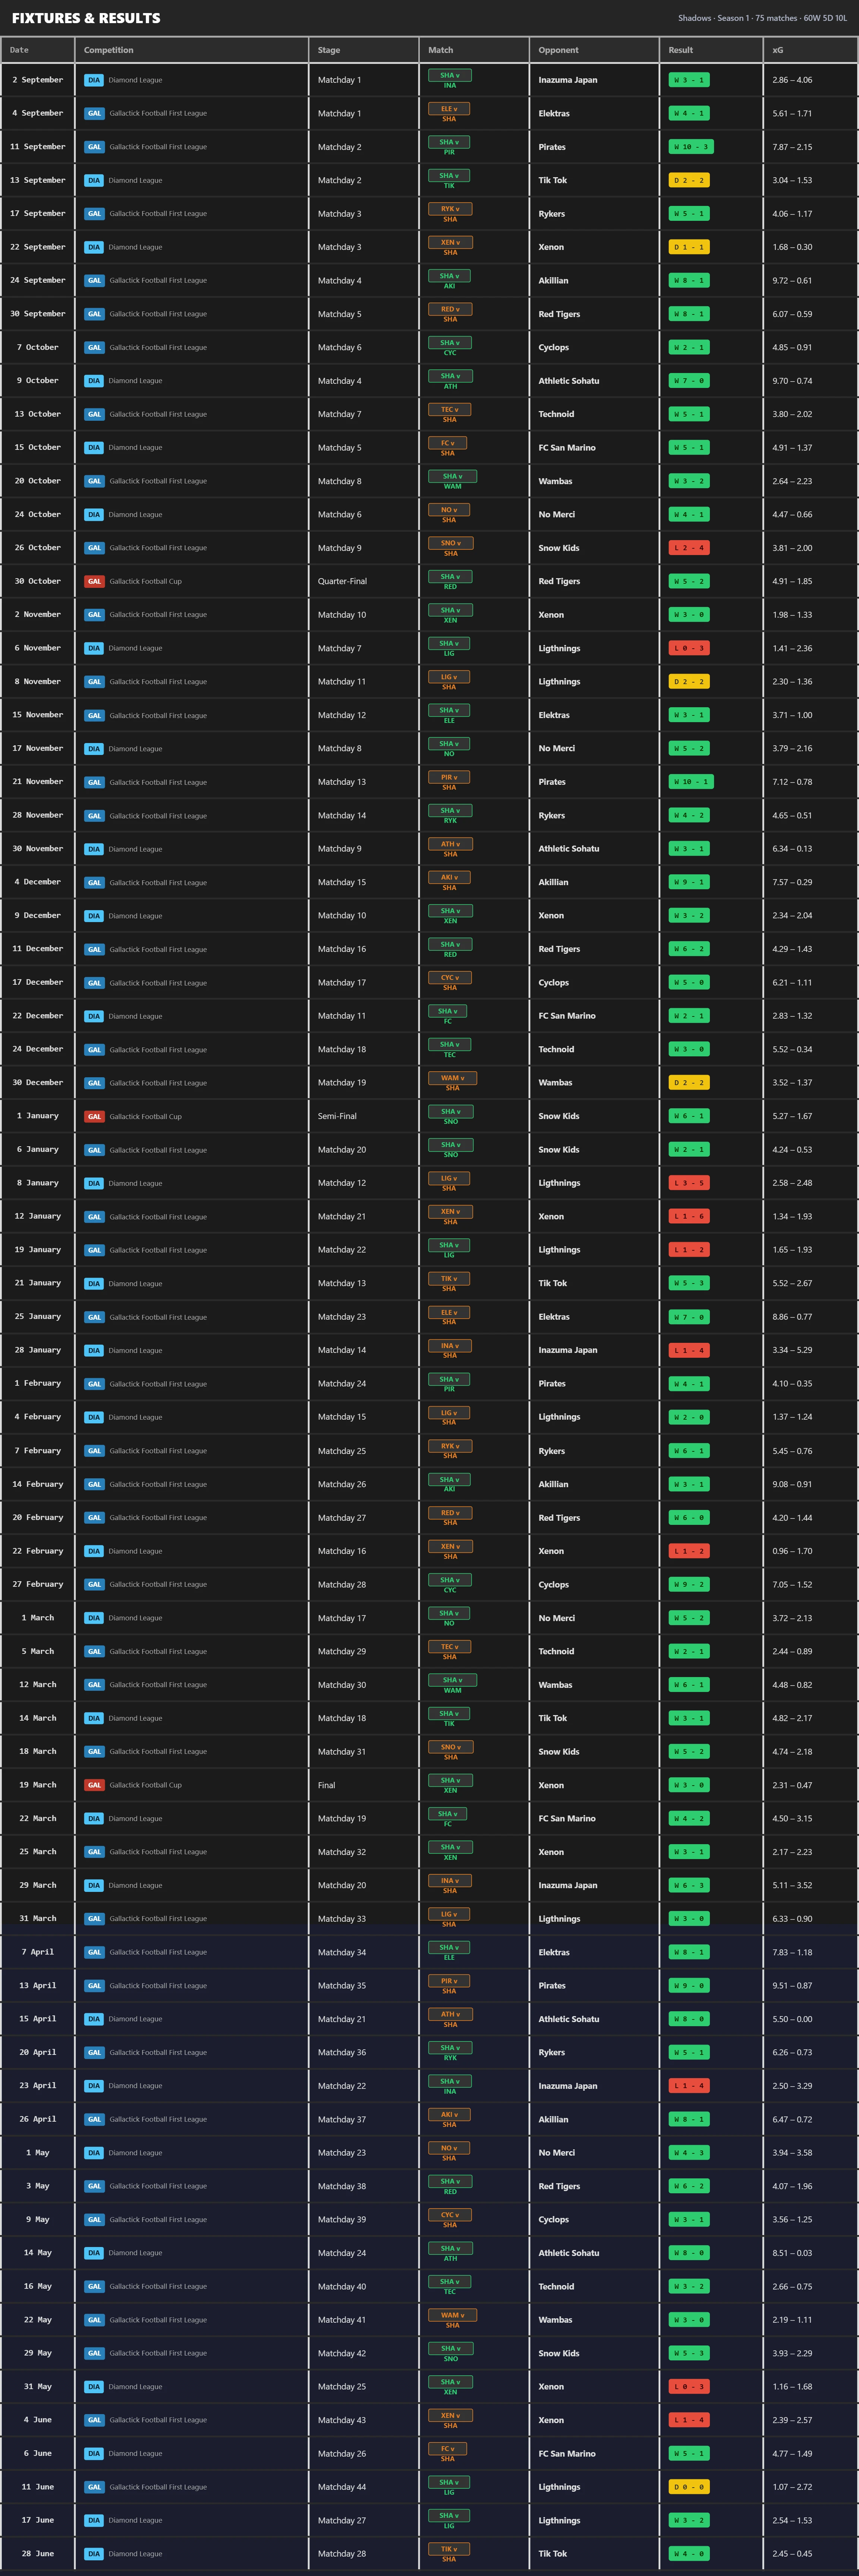 FIXTURES & RESULTS
Shadows · Season 1 · 75 matches · 60W 5D 10L
Date Competition Stage Match Opponent Result xG
2 September DIA Diamond League Matchday 1 SHA v INA Inazuma Japan W 3 - 1 2.86 – 4.06
4 September GAL Gallactick Football First League Matchday 1 ELE v SHA Elektras W 4 - 1 5.61 – 1.71
11 September GAL Gallactick Football First League Matchday 2 SHA v PIR Pirates W 10 - 3 7.87 – 2.15
13 September DIA Diamond League Matchday 2 SHA v TIK Tik Tok D 2 - 2 3.04 – 1.53
17 September GAL Gallactick Football First League Matchday 3 RYK v SHA Rykers W 5 - 1 4.06 – 1.17
22 September DIA Diamond League Matchday 3 XEN v SHA Xenon D 1 - 1 1.68 – 0.30
24 September GAL Gallactick Football First League Matchday 4 SHA v AKI Akillian W 8 - 1 9.72 – 0.61
30 September GAL Gallactick Football First League Matchday 5 RED v SHA Red Tigers W 8 - 1 6.07 – 0.59
7 October GAL Gallactick Football First League Matchday 6 SHA v CYC Cyclops W 2 - 1 4.85 – 0.91
9 October DIA Diamond League Matchday 4 SHA v ATH Athletic Sohatu W 7 - 0 9.70 – 0.74
13 October GAL Gallactick Football First League Matchday 7 TEC v SHA Technoid W 5 - 1 3.80 – 2.02
15 October DIA Diamond League Matchday 5 FC v SHA FC San Marino W 5 - 1 4.91 – 1.37
20 October GAL Gallactick Football First League Matchday 8 SHA v WAM Wambas W 3 - 2 2.64 – 2.23
24 October DIA Diamond League Matchday 6 NO v SHA No Merci W 4 - 1 4.47 – 0.66
26 October GAL Gallactick Football First League Matchday 9 SNO v SHA Snow Kids L 2 - 4 3.81 – 2.00
30 October GAL Gallactick Football Cup Quarter-Final SHA v RED Red Tigers W 5 - 2 4.91 – 1.85
2 November GAL Gallactick Football First League Matchday 10 SHA v XEN Xenon W 3 - 0 1.98 – 1.33
6 November DIA Diamond League Matchday 7 SHA v LIG Ligthnings L 0 - 3 1.41 – 2.36
8 November GAL Gallactick Football First League Matchday 11 LIG v SHA Ligthnings D 2 - 2 2.30 – 1.36
15 November GAL Gallactick Football First League Matchday 12 SHA v ELE Elektras W 3 - 1 3.71 – 1.00
17 November DIA Diamond League Matchday 8 SHA v NO No Merci W 5 - 2 3.79 – 2.16
21 November GAL Gallactick Football First League Matchday 13 PIR v SHA Pirates W 10 - 1 7.12 – 0.78
28 November GAL Gallactick Football First League Matchday 14 SHA v RYK Rykers W 4 - 2 4.65 – 0.51
30 November DIA Diamond League Matchday 9 ATH v SHA Athletic Sohatu W 3 - 1 6.34 – 0.13
4 December GAL Gallactick Football First League Matchday 15 AKI v SHA Akillian W 9 - 1 7.57 – 0.29
9 December DIA Diamond League Matchday 10 SHA v XEN Xenon W 3 - 2 2.34 – 2.04
11 December GAL Gallactick Football First League Matchday 16 SHA v RED Red Tigers W 6 - 2 4.29 – 1.43
17 December GAL Gallactick Football First League Matchday 17 CYC v SHA Cyclops W 5 - 0 6.21 – 1.11
22 December DIA Diamond League Matchday 11 SHA v FC FC San Marino W 2 - 1 2.83 – 1.32
24 December GAL Gallactick Football First League Matchday 18 SHA v TEC Technoid W 3 - 0 5.52 – 0.34
30 December GAL Gallactick Football First League Matchday 19 WAM v SHA Wambas D 2 - 2 3.52 – 1.37
1 January GAL Gallactick Football Cup Semi-Final SHA v SNO Snow Kids W 6 - 1 5.27 – 1.67
6 January GAL Gallactick Football First League Matchday 20 SHA v SNO Snow Kids W 2 - 1 4.24 – 0.53
8 January DIA Diamond League Matchday 12 LIG v SHA Ligthnings L 3 - 5 2.58 – 2.48
12 January GAL Gallactick Football First League Matchday 21 XEN v SHA Xenon L 1 - 6 1.34 – 1.93
19 January GAL Gallactick Football First League Matchday 22 SHA v LIG Ligthnings L 1 - 2 1.65 – 1.93
21 January DIA Diamond League Matchday 13 TIK v SHA Tik Tok W 5 - 3 5.52 – 2.67
25 January GAL Gallactick Football First League Matchday 23 ELE v SHA Elektras W 7 - 0 8.86 – 0.77
28 January DIA Diamond League Matchday 14 INA v SHA Inazuma Japan L 1 - 4 3.34 – 5.29
1 February GAL Gallactick Football First League Matchday 24 SHA v PIR Pirates W 4 - 1 4.10 – 0.35
4 February DIA Diamond League Matchday 15 LIG v SHA Ligthnings W 2 - 0 1.37 – 1.24
7 February GAL Gallactick Football First League Matchday 25 RYK v SHA Rykers W 6 - 1 5.45 – 0.76
14 February GAL Gallactick Football First League Matchday 26 SHA v AKI Akillian W 3 - 1 9.08 – 0.91
20 February GAL Gallactick Football First League Matchday 27 RED v SHA Red Tigers W 6 - 0 4.20 – 1.44
22 February DIA Diamond League Matchday 16 XEN v SHA Xenon L 1 - 2 0.96 – 1.70
27 February GAL Gallactick Football First League Matchday 28 SHA v CYC Cyclops W 9 - 2 7.05 – 1.52
1 March DIA Diamond League Matchday 17 SHA v NO No Merci W 5 - 2 3.72 – 2.13
5 March GAL Gallactick Football First League Matchday 29 TEC v SHA Technoid W 2 - 1 2.44 – 0.89
12 March GAL Gallactick Football First League Matchday 30 SHA v WAM Wambas W 6 - 1 4.48 – 0.82
14 March DIA Diamond League Matchday 18 SHA v TIK Tik Tok W 3 - 1 4.82 – 2.17
18 March GAL Gallactick Football First League Matchday 31 SNO v SHA Snow Kids W 5 - 2 4.74 – 2.18
19 March GAL Gallactick Football Cup Final SHA v XEN Xenon W 3 - 0 2.31 – 0.47
22 March DIA Diamond League Matchday 19 SHA v FC FC San Marino W 4 - 2 4.50 – 3.15
25 March GAL Gallactick Football First League Matchday 32 SHA v XEN Xenon W 3 - 1 2.17 – 2.23
29 March DIA Diamond League Matchday 20 INA v SHA Inazuma Japan W 6 - 3 5.11 – 3.52
31 March GAL Gallactick Football First League Matchday 33 LIG v SHA Ligthnings W 3 - 0 6.33 – 0.90
7 April GAL Gallactick Football First League Matchday 34 SHA v ELE Elektras W 8 - 1 7.83 – 1.18
13 April GAL Gallactick Football First League Matchday 35 PIR v SHA Pirates W 9 - 0 9.51 – 0.87
15 April DIA Diamond League Matchday 21 ATH v SHA Athletic Sohatu W 8 - 0 5.50 – 0.00
20 April GAL Gallactick Football First League Matchday 36 SHA v RYK Rykers W 5 - 1 6.26 – 0.73
23 April DIA Diamond League Matchday 22 SHA v INA Inazuma Japan L 1 - 4 2.50 – 3.29
26 April GAL Gallactick Football First League Matchday 37 AKI v SHA Akillian W 8 - 1 6.47 – 0.72
1 May DIA Diamond League Matchday 23 NO v SHA No Merci W 4 - 3 3.94 – 3.58
3 May GAL Gallactick Football First League Matchday 38 SHA v RED Red Tigers W 6 - 2 4.07 – 1.96
9 May GAL Gallactick Football First League Matchday 39 CYC v SHA Cyclops W 3 - 1 3.56 – 1.25
14 May DIA Diamond League Matchday 24 SHA v ATH Athletic Sohatu W 8 - 0 8.51 – 0.03
16 May GAL Gallactick Football First League Matchday 40 SHA v TEC Technoid W 3 - 2 2.66 – 0.75
22 May GAL Gallactick Football First League Matchday 41 WAM v SHA Wambas W 3 - 0 2.19 – 1.11
29 May GAL Gallactick Football First League Matchday 42 SHA v SNO Snow Kids W 5 - 3 3.93 – 2.29
31 May DIA Diamond League Matchday 25 SHA v XEN Xenon L 0 - 3 1.16 – 1.68
4 June GAL Gallactick Football First League Matchday 43 XEN v SHA Xenon L 1 - 4 2.39 – 2.57
6 June DIA Diamond League Matchday 26 FC v SHA FC San Marino W 5 - 1 4.77 – 1.49
11 June GAL Gallactick Football First League Matchday 44 SHA v LIG Ligthnings D 0 - 0 1.07 – 2.72
17 June DIA Diamond League Matchday 27 SHA v LIG Ligthnings W 3 - 2 2.54 – 1.53
28 June DIA Diamond League Matchday 28 TIK v SHA Tik Tok W 4 - 0 2.45 – 0.45